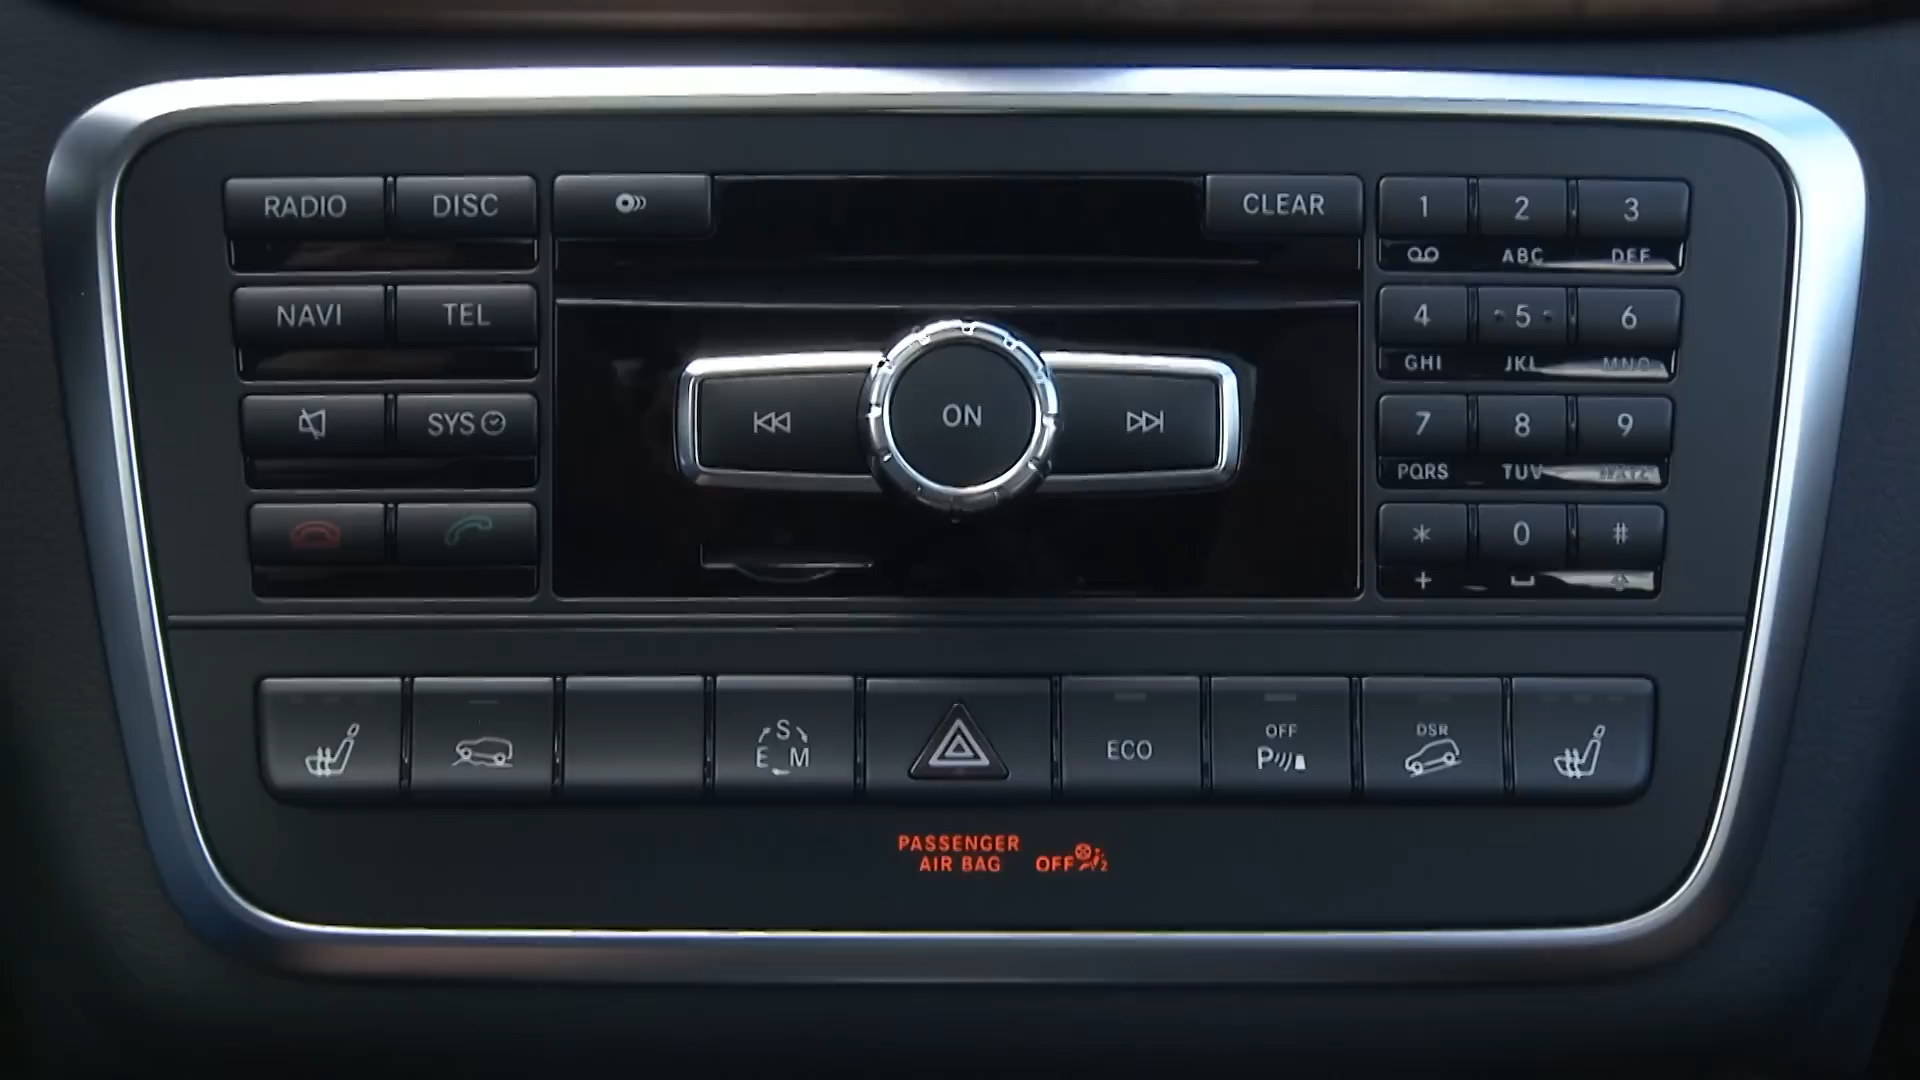 RADIO DISC CLEAR 1 2 3
ABC DEF
NAVI TEL 4 5 6
GHI JKL MNO
SYS ON 7 8 9
PQRS TUV
* 0 #
+
S
E M
ECO
OFF
P
DSR
PASSENGER
AIR BAG OFF 2